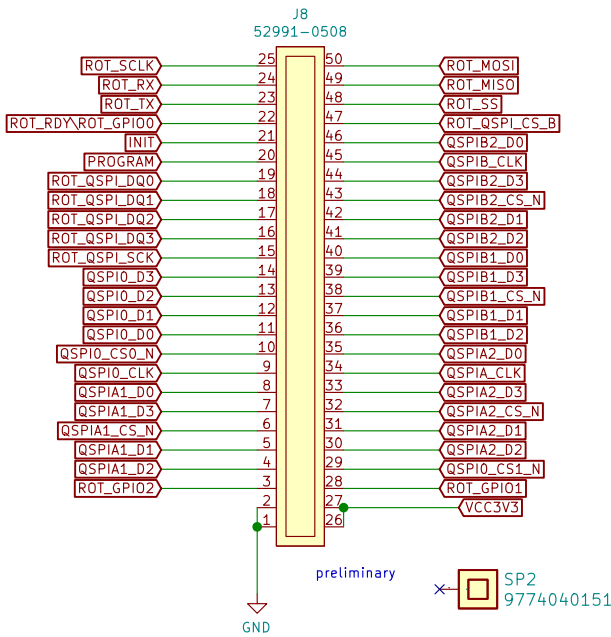 J8
52991-0508
ROT_SCLK 25 50 ROT_MOSI
ROT_RX 24 49 ROT_MISO
ROT_TX 23 48 ROT_SS
ROT_RDY\ROT_GPIO0 22 47 ROT_QSPI_CS_B
INIT 21 46 QSPIB2_D0
PROGRAM 20 45 QSPIB_CLK
ROT_QSPI_DQ0 19 44 QSPIB2_D3
ROT_QSPI_DQ1 18 43 QSPIB2_CS_N
ROT_QSPI_DQ2 17 42 QSPIB2_D1
ROT_QSPI_DQ3 16 41 QSPIB2_D2
ROT_QSPI_SCK 15 40 QSPIB1_D0
QSPI0_D3 14 39 QSPIB1_D3
QSPI0_D2 13 38 QSPIB1_CS_N
QSPI0_D1 12 37 QSPIB1_D1
QSPI0_D0 11 36 QSPIB1_D2
QSPI0_CS0_N 10 35 QSPIA2_D0
QSPI0_CLK 9 34 QSPIA_CLK
QSPIA1_D0 8 33 QSPIA2_D3
QSPIA1_D3 7 32 QSPIA2_CS_N
QSPIA1_CS_N 6 31 QSPIA2_D1
QSPIA1_D1 5 30 QSPIA2_D2
QSPIA1_D2 4 29 QSPI0_CS1_N
ROT_GPIO2 3 28 ROT_GPIO1
2 27 VCC3V3
1 26
preliminary
SP2
9774040151
GND